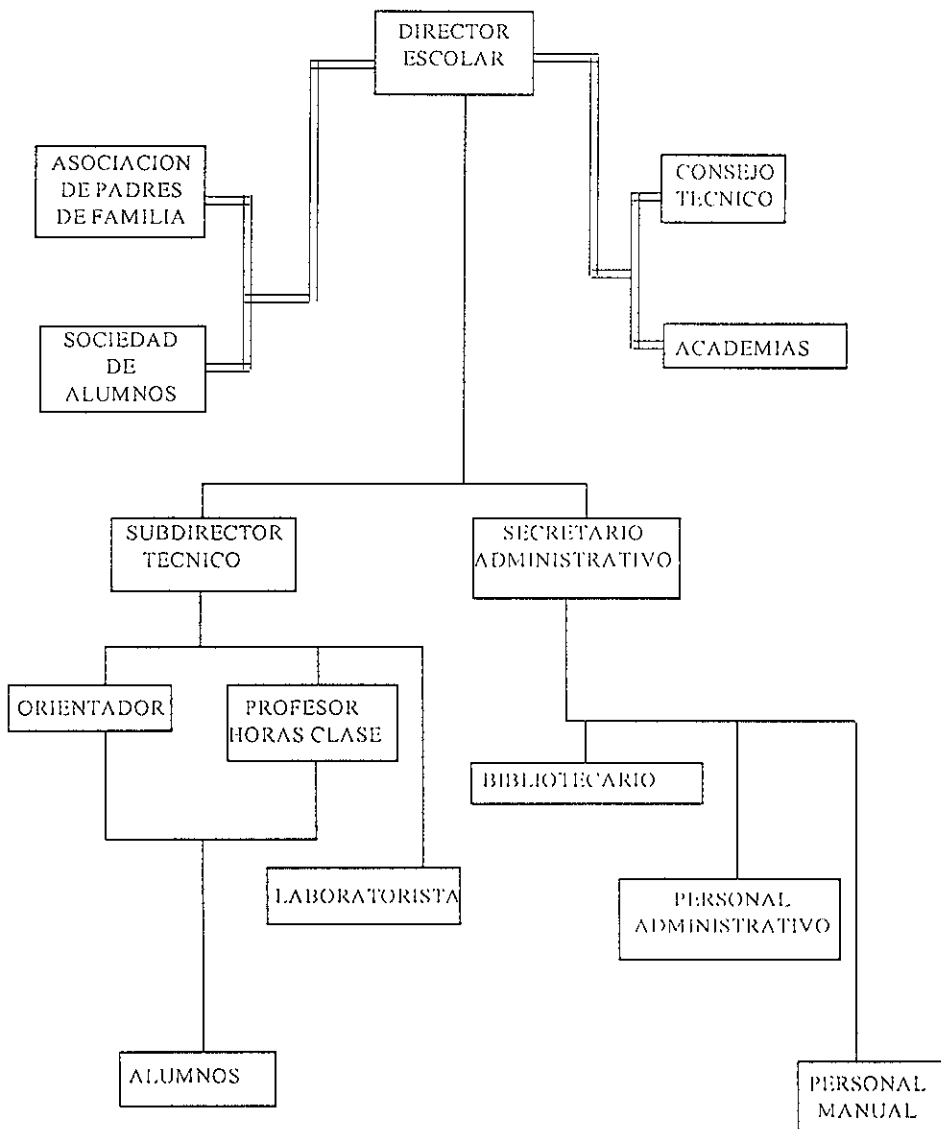 DIRECTOR
ESCOLAR
ASOCIACION
DE PADRES
DE FAMILIA
CONSEJO
TECNICO
SOCIEDAD
DE
ALUMNOS
ACADEMIAS
SUBDIRECTOR
TECNICO
SECRETARIO
ADMINISTRATIVO
ORIENTADOR
PROFESOR
HORAS CLASE
BIBLIOTECARIO
LABORATORISTA
PERSONAL
ADMINISTRATIVO
ALUMNOS
PERSONAL
MANUAL